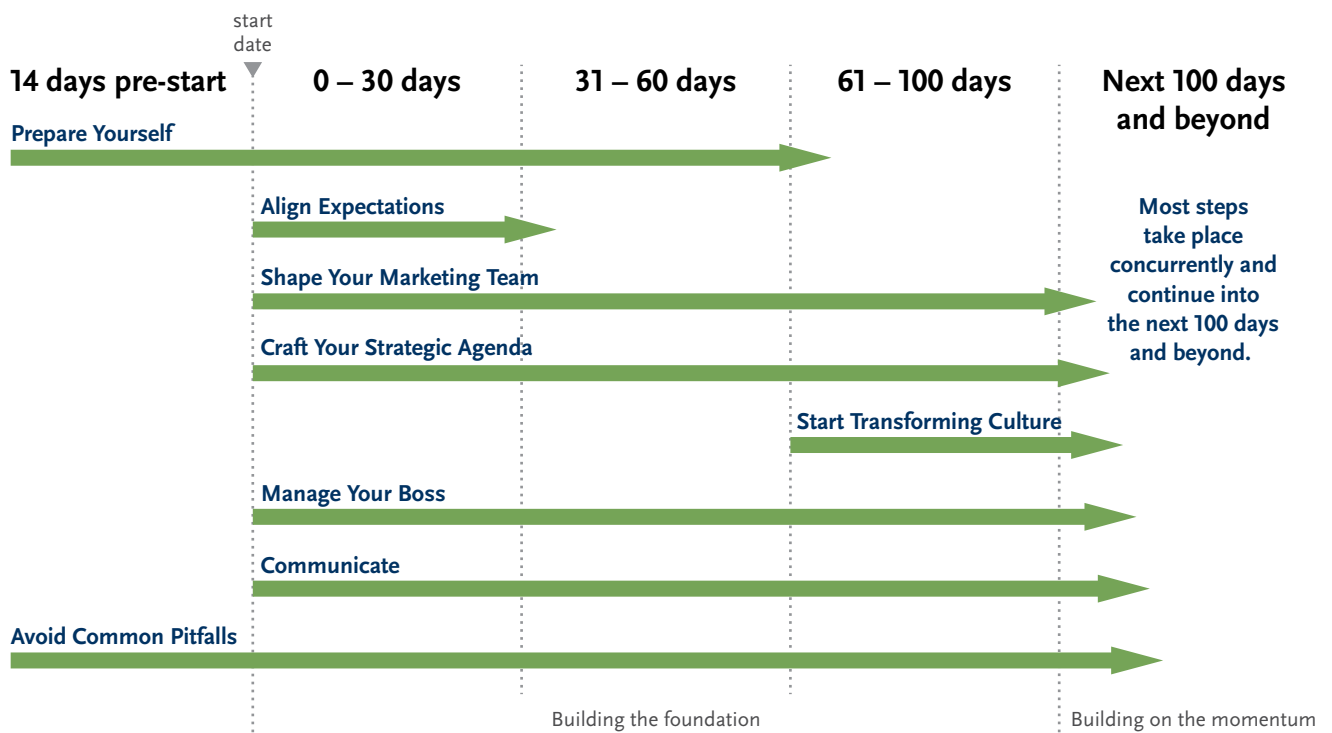 start
date
14 days pre-start
0 – 30 days
31 – 60 days
61 – 100 days
Next 100 days
and beyond
Prepare Yourself
Align Expectations
Shape Your Marketing Team
Craft Your Strategic Agenda
Most steps
take place
concurrently and
continue into
the next 100 days
and beyond.
Start Transforming Culture
Manage Your Boss
Communicate
Avoid Common Pitfalls
Building the foundation
Building on the momentum